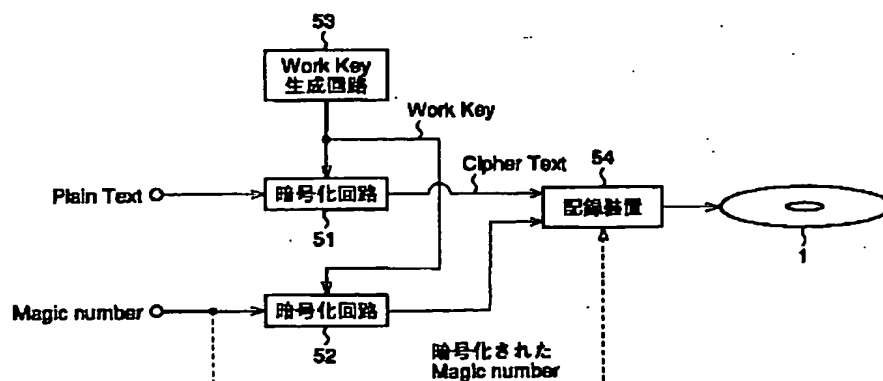 53
Work Key
生成回路
Work Key
Cipher Text
54
Plain Text
暗号化回路
記録装置
51
1
Magic number
暗号化回路
52
暗号化された
Magic number